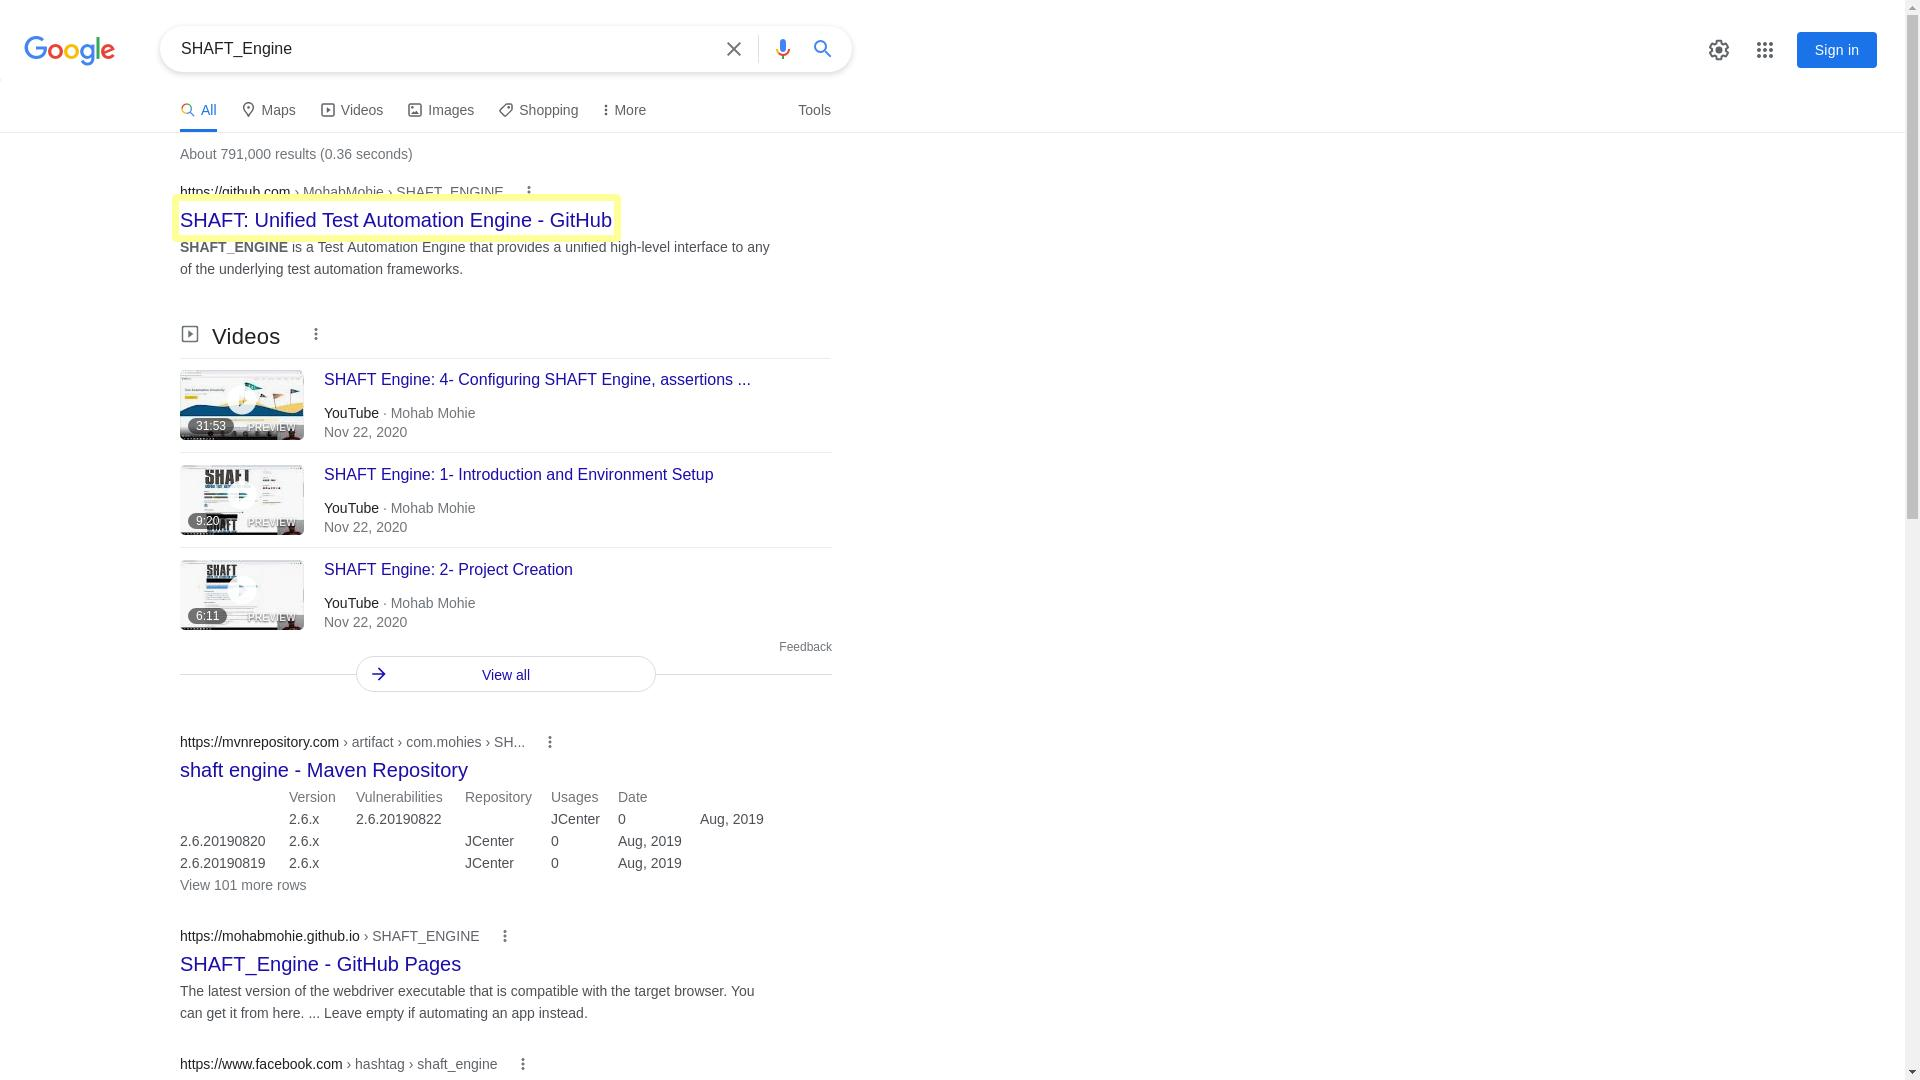 Google
SHAFT_Engine
Sign in
All
Maps
Videos
Images
Shopping
More
Tools
About 791,000 results (0.36 seconds)
https://github.com › MohabMohie › SHAFT_ENGINE
SHAFT: Unified Test Automation Engine - GitHub
SHAFT_ENGINE is a Test Automation Engine that provides a unified high-level interface to any
of the underlying test automation frameworks.
Videos
SHAFT Engine: 4- Configuring SHAFT Engine, assertions ...
31:53
PREVIEW
YouTube · Mohab Mohie
Nov 22, 2020
SHAFT Engine: 1- Introduction and Environment Setup
SHAFT
9:20
PREVIEW
YouTube · Mohab Mohie
Nov 22, 2020
SHAFT Engine: 2- Project Creation
SHAFT
6:11
PREVIEW
YouTube · Mohab Mohie
Nov 22, 2020
Feedback
View all
https://mvnrepository.com › artifact › com.mohies › SH...
shaft engine - Maven Repository
Version Vulnerabilities Repository Usages Date
2.6.x 2.6.20190822 JCenter 0 Aug, 2019
2.6.20190820 2.6.x JCenter 0 Aug, 2019
2.6.20190819 2.6.x JCenter 0 Aug, 2019
View 101 more rows
https://mohabmohie.github.io › SHAFT_ENGINE
SHAFT_Engine - GitHub Pages
The latest version of the webdriver executable that is compatible with the target browser. You
can get it from here. ... Leave empty if automating an app instead.
https://www.facebook.com › hashtag › shaft_engine